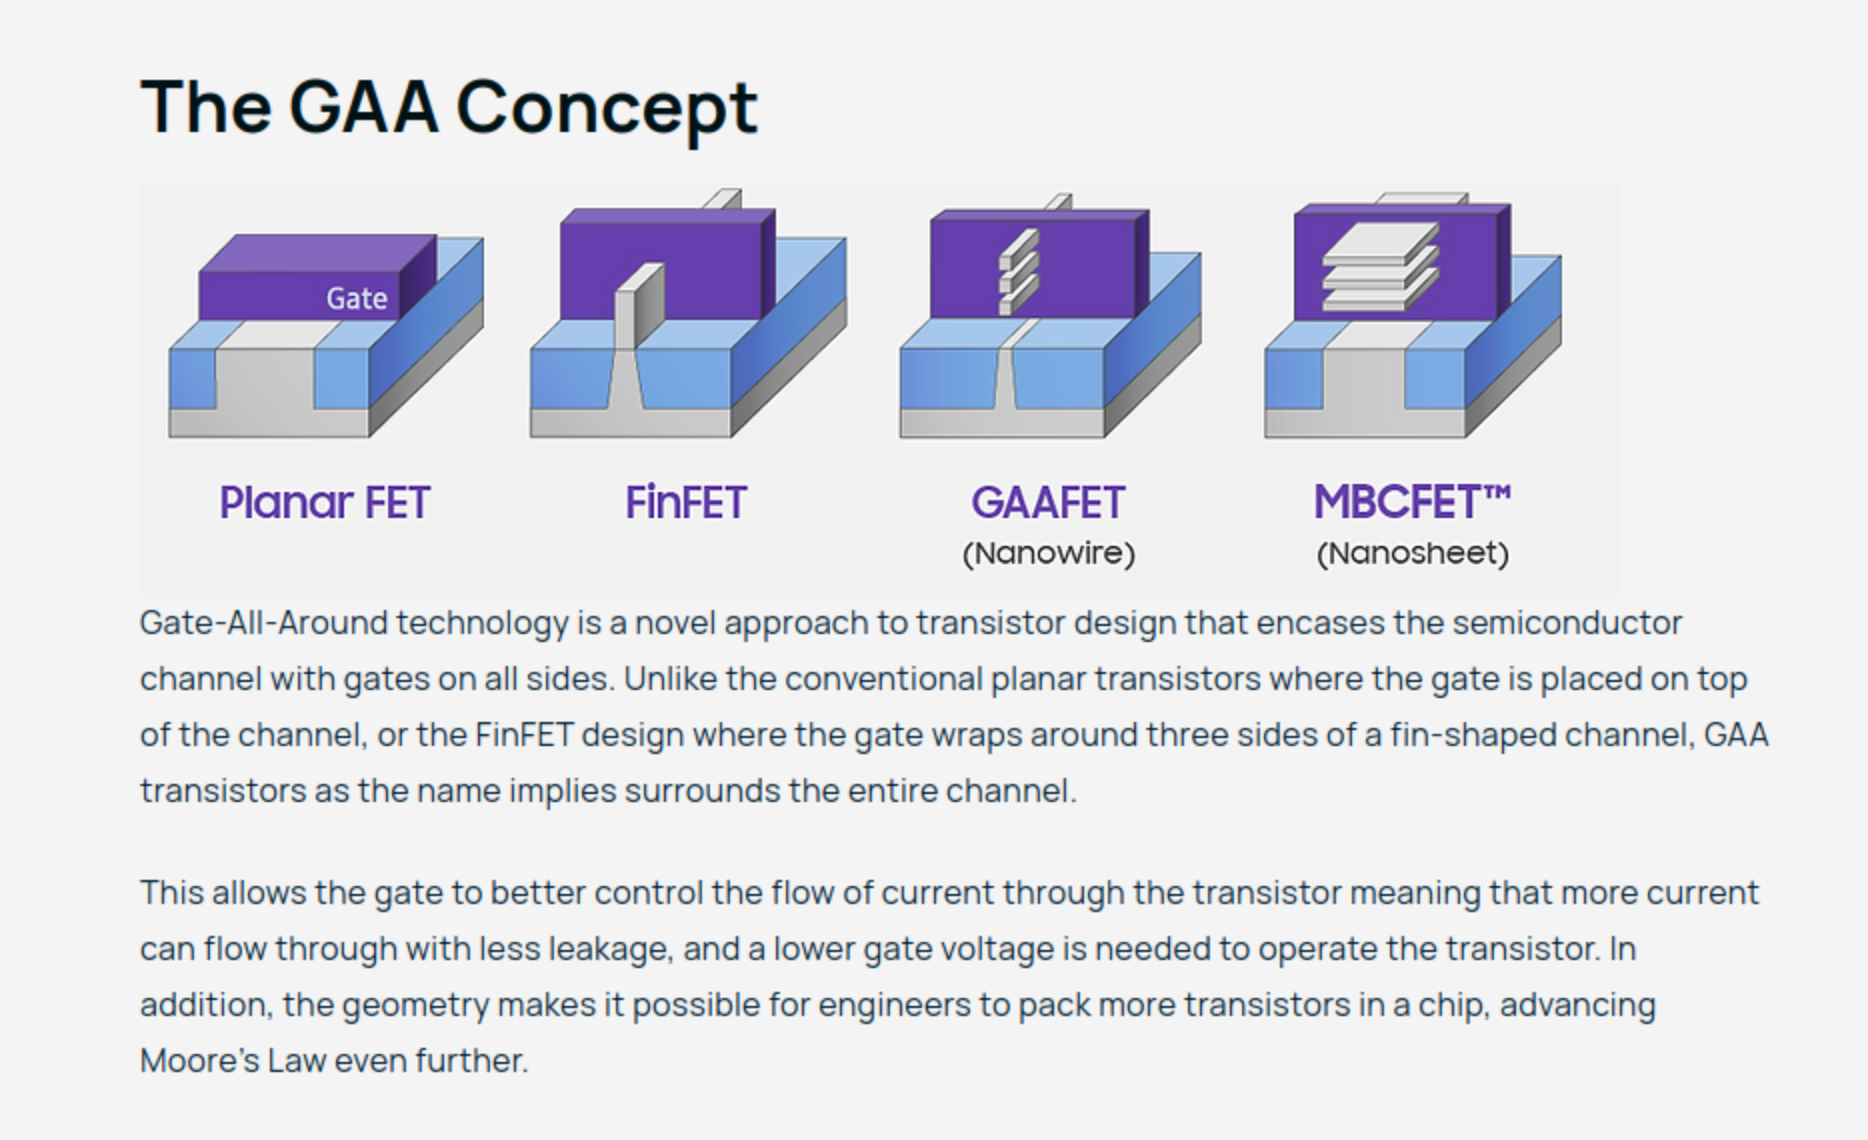 The GAA Concept
Gate
Planar FET
FinFET
GAAFET
(Nanowire)
MBCFET™
(Nanosheet)
Gate-All-Around technology is a novel approach to transistor design that encases the semiconductor
channel with gates on all sides. Unlike the conventional planar transistors where the gate is placed on top
of the channel, or the FinFET design where the gate wraps around three sides of a fin-shaped channel, GAA
transistors as the name implies surrounds the entire channel.
This allows the gate to better control the flow of current through the transistor meaning that more current
can flow through with less leakage, and a lower gate voltage is needed to operate the transistor. In
addition, the geometry makes it possible for engineers to pack more transistors in a chip, advancing
Moore’s Law even further.